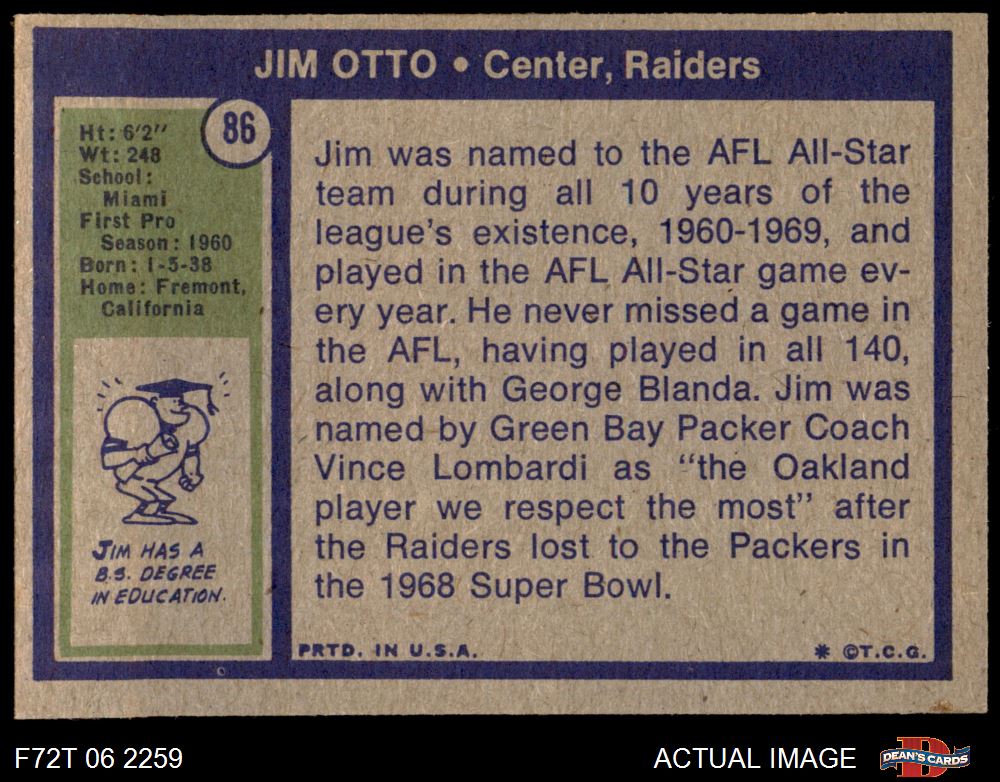 JIM OTTO • Center, Raiders
86
Ht: 6'2"
Wt: 248
School:
Miami
First Pro
Season: 1960
Born: 1-5-38
Home: Fremont,
California
JIM HAS A
B.S. DEGREE
IN EDUCATION.
Jim was named to the AFL All-Star
team during all 10 years of the
league's existence, 1960-1969, and
played in the AFL All-Star game ev-
ery year. He never missed a game in
the AFL, having played in all 140,
along with George Blanda. Jim was
named by Green Bay Packer Coach
Vince Lombardi as "the Oakland
player we respect the most" after
the Raiders lost to the Packers in
the 1968 Super Bowl.
PRTD. IN U.S.A.
* ©T.C.G.
F72T 06 2259
ACTUAL IMAGE
DEAN'S CARDS